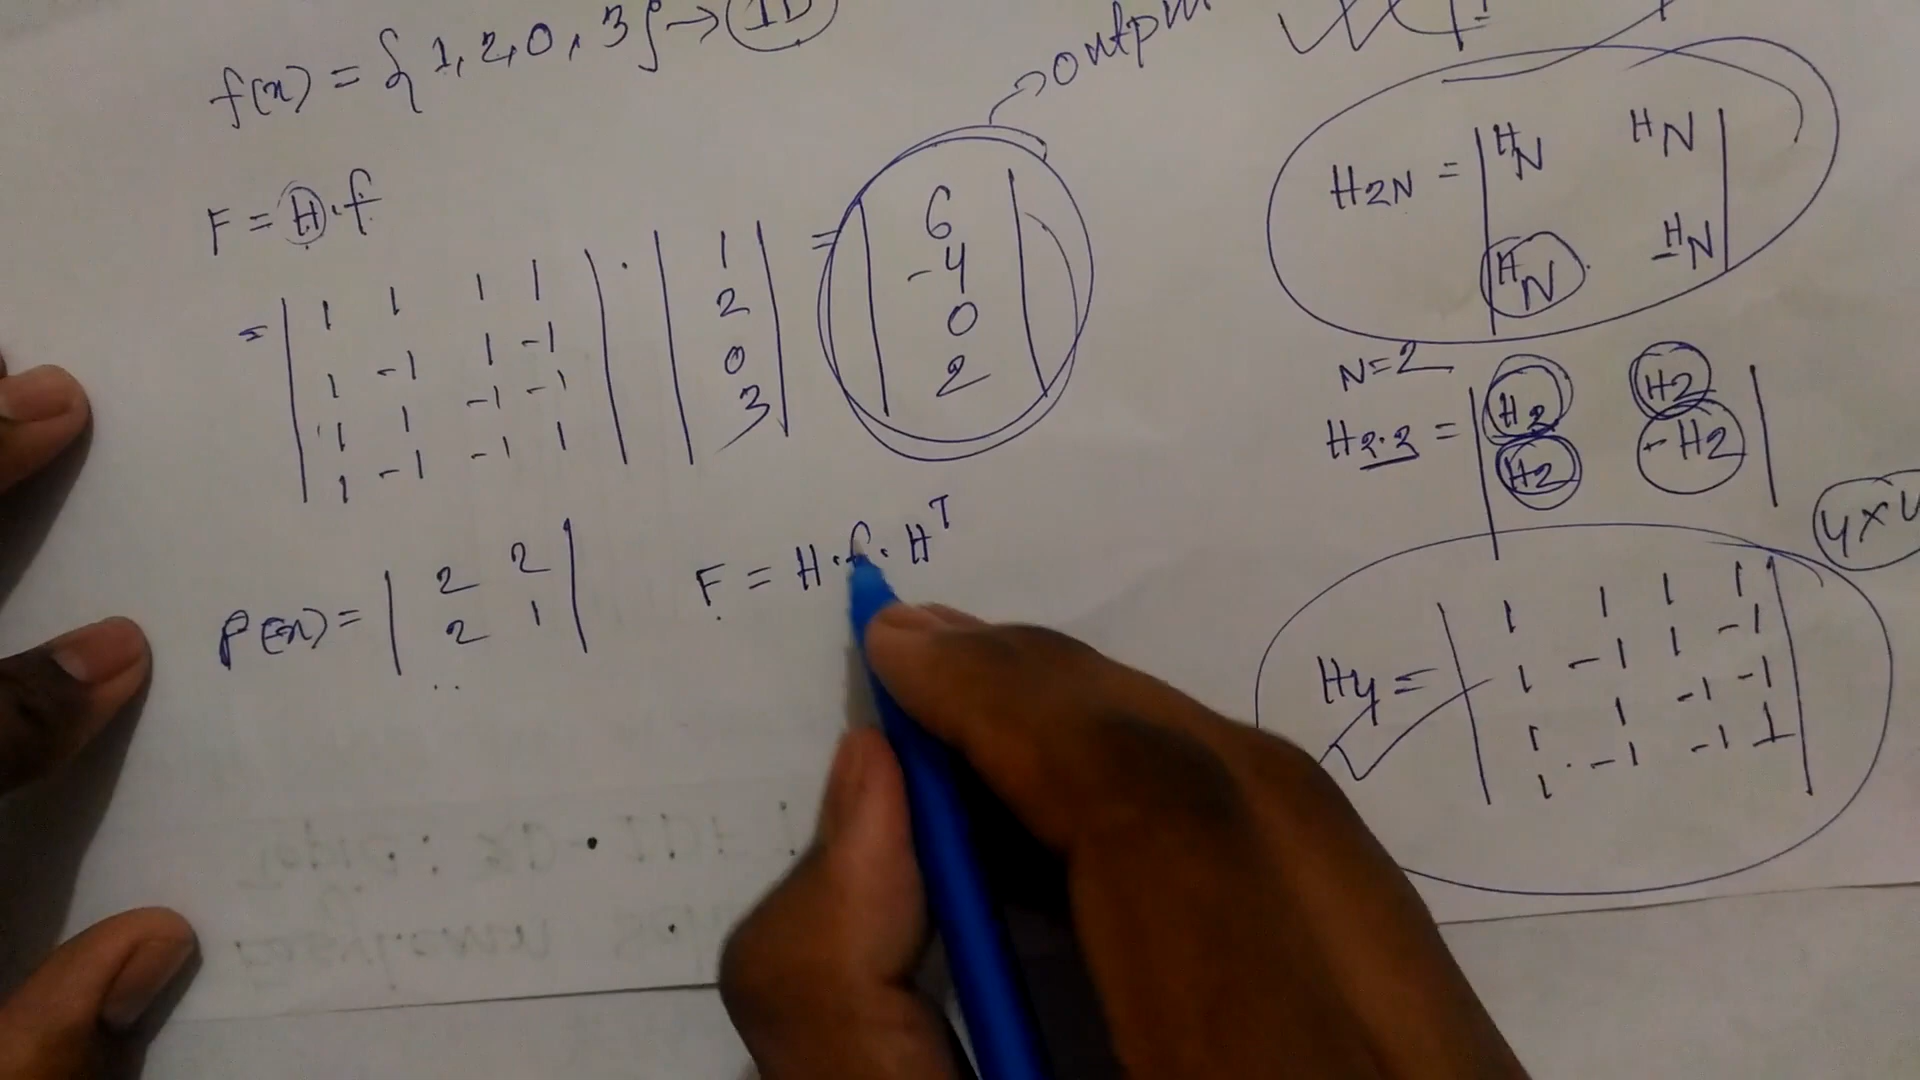 f(x) = { 1, 2, 0, 3 } → 1D
→ output
F = H · f
= | 1 1 1 1 | · | 1 | = | 6 |
| 1 -1 1 -1 | | 2 | | -4 |
| 1 1 -1 -1 | | 0 | | 0 |
| 1 -1 -1 1 | | 3 | | 2 |
f(x) = | 2 2 |
| 2 1 |
F = H · f · H^T
H2N = | HN HN |
| HN -HN |
N=2
H2·2 = | H2 H2 |
| H2 -H2 |
4×4
H4 = | 1 1 1 1 |
| 1 -1 1 -1 |
| 1 1 -1 -1 |
| 1 -1 -1 1 |